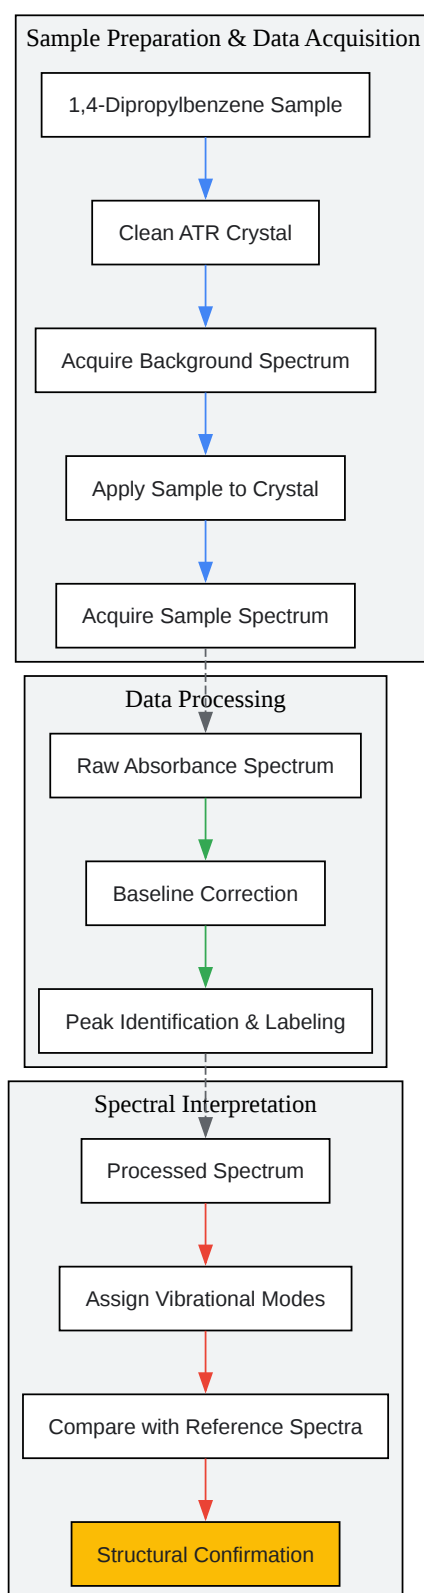 Sample Preparation & Data Acquisition
1,4-Dipropylbenzene Sample
Clean ATR Crystal
Acquire Background Spectrum
Apply Sample to Crystal
Acquire Sample Spectrum
Data Processing
Raw Absorbance Spectrum
Baseline Correction
Peak Identification & Labeling
Spectral Interpretation
Processed Spectrum
Assign Vibrational Modes
Compare with Reference Spectra
Structural Confirmation